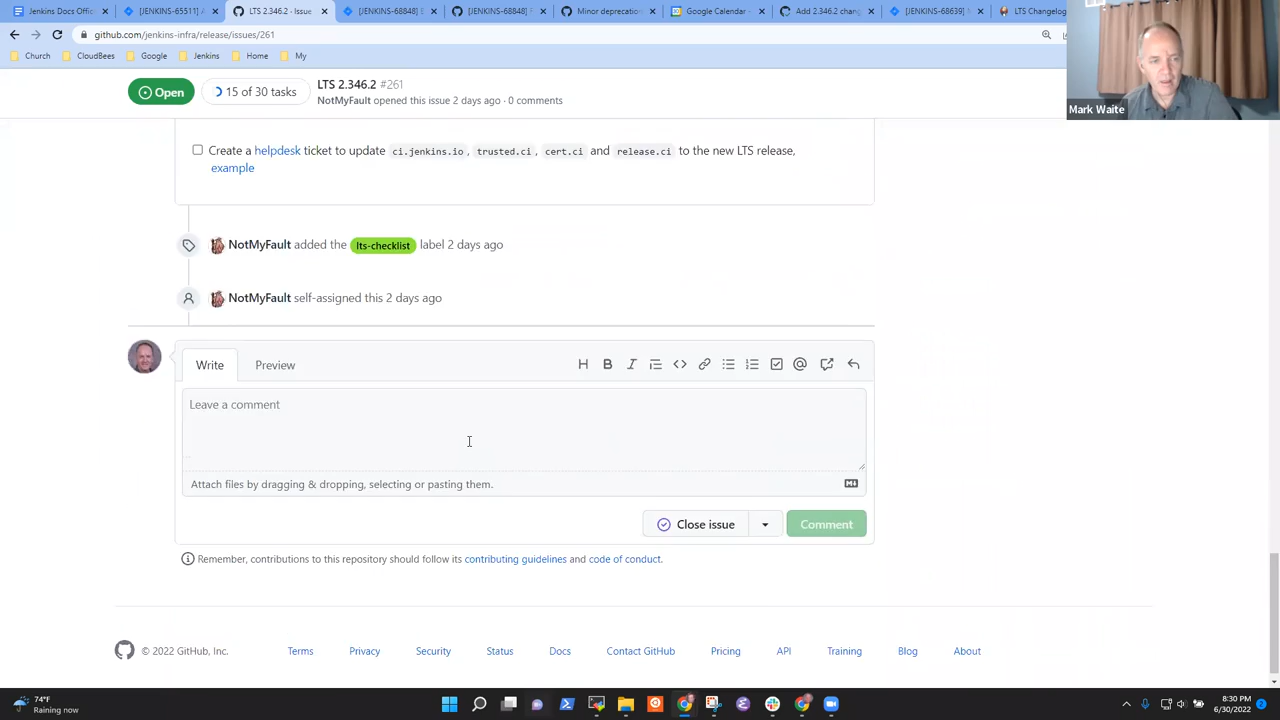 Jenkins Docs Offic
[JENKINS-65511] A
LTS 2.346.2 · Issue
[JENKINS-68848] E
[JENKINS-68848] E
Minor deprecation
Google Calendar -
Add 2.346.2 chang
[JENKINS-68639] A
LTS Changelog
github.com/jenkins-infra/release/issues/261
Church
CloudBees
Google
Jenkins
Home
My
Mark Waite
Open
15 of 30 tasks
LTS 2.346.2 #261
NotMyFault opened this issue 2 days ago · 0 comments
Create a helpdesk ticket to update ci.jenkins.io, trusted.ci, cert.ci and release.ci to the new LTS release,
example
NotMyFault added the lts-checklist label 2 days ago
NotMyFault self-assigned this 2 days ago
Write
Preview
Leave a comment
Attach files by dragging & dropping, selecting or pasting them.
Close issue
Comment
Remember, contributions to this repository should follow its contributing guidelines and code of conduct.
© 2022 GitHub, Inc.
Terms
Privacy
Security
Status
Docs
Contact GitHub
Pricing
API
Training
Blog
About
74°F
Raining now
8:30 PM
6/30/2022